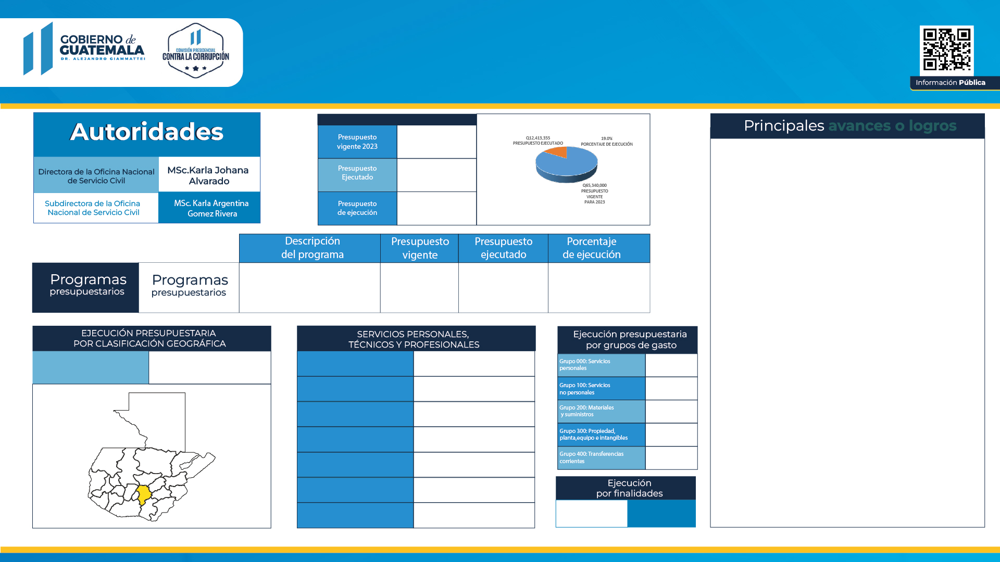 GOBIERNO de
GUATEMALA
DR. ALEJANDRO GIAMMATTEI
COMISIÓN PRESIDENCIAL
CONTRA LA CORRUPCIÓN
Información Pública
Autoridades
Directora de la Oficina Nacional
de Servicio Civil
MSc.Karla Johana
Alvarado
Subdirectora de la Oficina
Nacional de Servicio Civil
MSc. Karla Argentina
Gomez Rivera
Presupuesto
vigente 2023
Presupuesto
Ejecutado
Presupuesto
de ejecución
Q12,413,355
PRESUPUESTO EJECUTADO
19.0%
PORCENTAJE DE EJECUCIÓN
Q65,340,000
PRESUPUESTO
VIGENTE
PARA 2023
Principales avances o logros
Descripción
del programa
Presupuesto
vigente
Presupuesto
ejecutado
Porcentaje
de ejecución
Programas
presupuestarios
Programas
presupuestarios
EJECUCIÓN PRESUPUESTARIA
POR CLASIFICACIÓN GEOGRÁFICA
SERVICIOS PERSONALES,
TÉCNICOS Y PROFESIONALES
Ejecución presupuestaria
por grupos de gasto
Grupo 000: Servicios
personales
Grupo 100: Servicios
no personales
Grupo 200: Materiales
y suministros
Grupo 300: Propiedad,
planta,equipo e intangibles
Grupo 400: Transferencias
corrientes
Ejecución
por finalidades